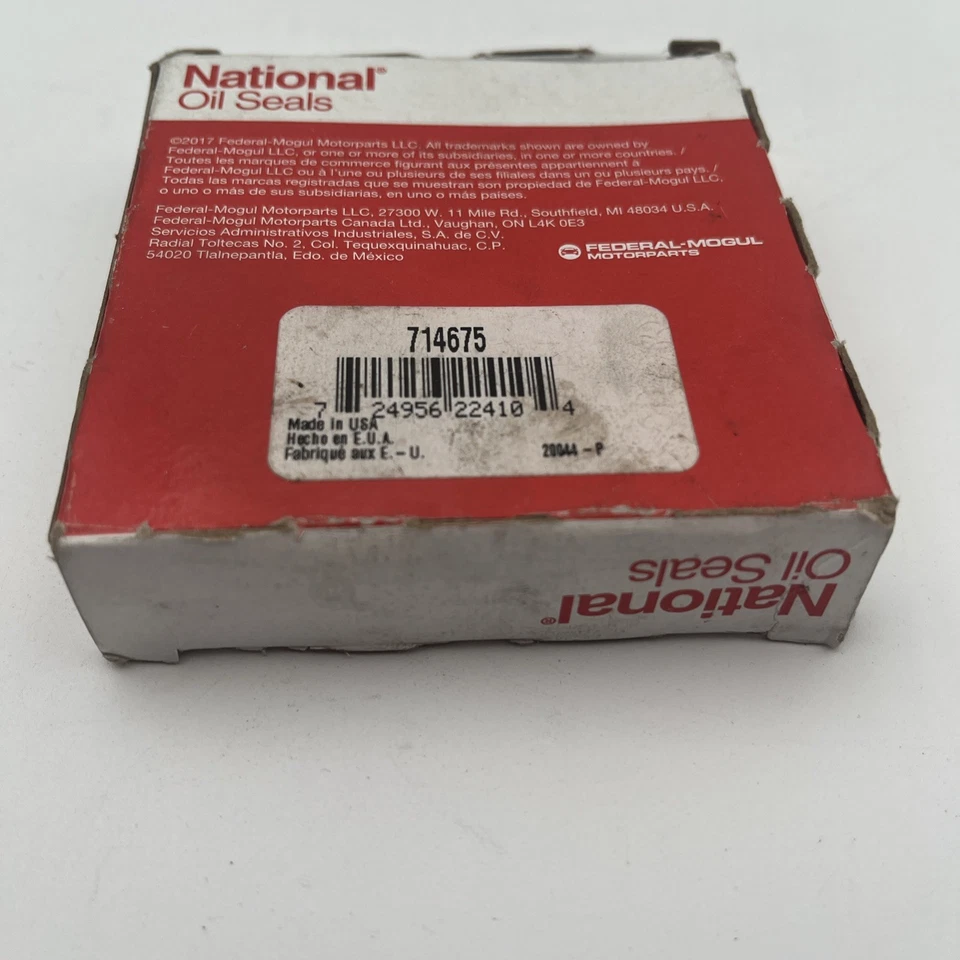 National®
Oil Seals
©2017 Federal-Mogul Motorparts LLC. All trademarks shown are owned by
Federal-Mogul LLC, or one or more of its subsidiaries, in one or more countries. /
Toutes les marques de commerce figurant aux présentes appartiennent à
Federal-Mogul LLC ou à l'une ou plusieurs de ses filiales dans un ou plusieurs pays. /
Todas las marcas registradas que se muestran son propiedad de Federal-Mogul LLC,
o uno o más de sus subsidiarias, en uno o más países.
Federal-Mogul Motorparts LLC, 27300 W. 11 Mile Rd., Southfield, MI 48034 U.S.A.
Federal-Mogul Motorparts Canada Ltd., Vaughan, ON L4K 0E3
Servicios Administrativos Industriales, S.A. de C.V.
Radial Toltecas No. 2, Col. Tequexquinahuac, C.P.
54020 Tlalnepantla, Edo. de México
FEDERAL-MOGUL
MOTORPARTS
714675
7 24956 22410 4
Made in USA
Hecho en E.U.A.
Fabriqué aux E.-U.
20044-P
National®
Oil Seals